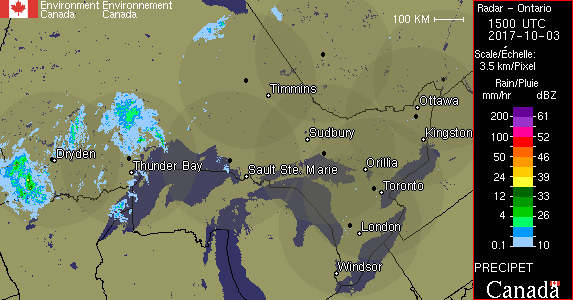 Environment Environnement
Canada Canada
100 KM
Timmins
Ottawa
Sudbury
Kingston
Dryden
Thunder Bay
Sault Ste. Marie
Orillia
Toronto
London
Windsor
Radar - Ontario
1500 UTC
2017-10-03
Scale/Échelle:
3.5 km/Pixel
Rain/Pluie
mm/hr dBZ
200 61
100 57
100 52
50 46
24 39
12 33
4 26
0.1 10
PRECIPET
Canada